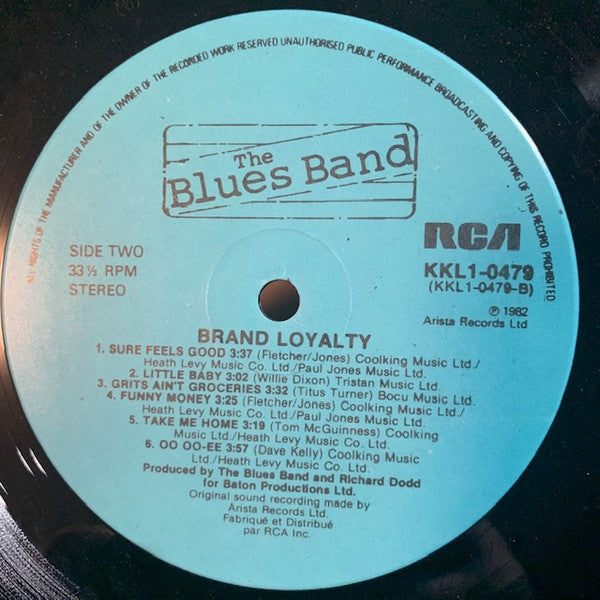 ALL RIGHTS OF THE MANUFACTURER AND OF THE OWNER OF THE RECORDED WORK RESERVED UNAUTHORISED PUBLIC PERFORMANCE BROADCASTING AND COPYING OF THIS RECORD PROHIBITED
The
Blues Band
RCA
SIDE TWO
33⅓ RPM
STEREO
KKL1-0479
(KKL1-0479-B)
℗ 1982
Arista Records Ltd
BRAND LOYALTY
1. SURE FEELS GOOD 3:37 (Fletcher/Jones) Coolking Music Ltd./
Heath Levy Music Co. Ltd./Paul Jones Music Ltd.
2. LITTLE BABY 3:02 (Willie Dixon) Tristan Music Ltd.
3. GRITS AIN'T GROCERIES 3:32 (Titus Turner) Bocu Music Ltd.
4. FUNNY MONEY 3:25 (Fletcher/Jones) Coolking Music Ltd./
Heath Levy Music Co. Ltd./Paul Jones Music Ltd.
5. TAKE ME HOME 3:19 (Tom McGuinness) Coolking
Music Ltd./Heath Levy Music Co. Ltd.
6. OO OO-EE 3:57 (Dave Kelly) Coolking Music
Ltd./Heath Levy Music Co. Ltd.
Produced by The Blues Band and Richard Dodd
for Baton Productions Ltd.
Original sound recording made by
Arista Records Ltd.
Fabriqué et Distribué
par RCA Inc.